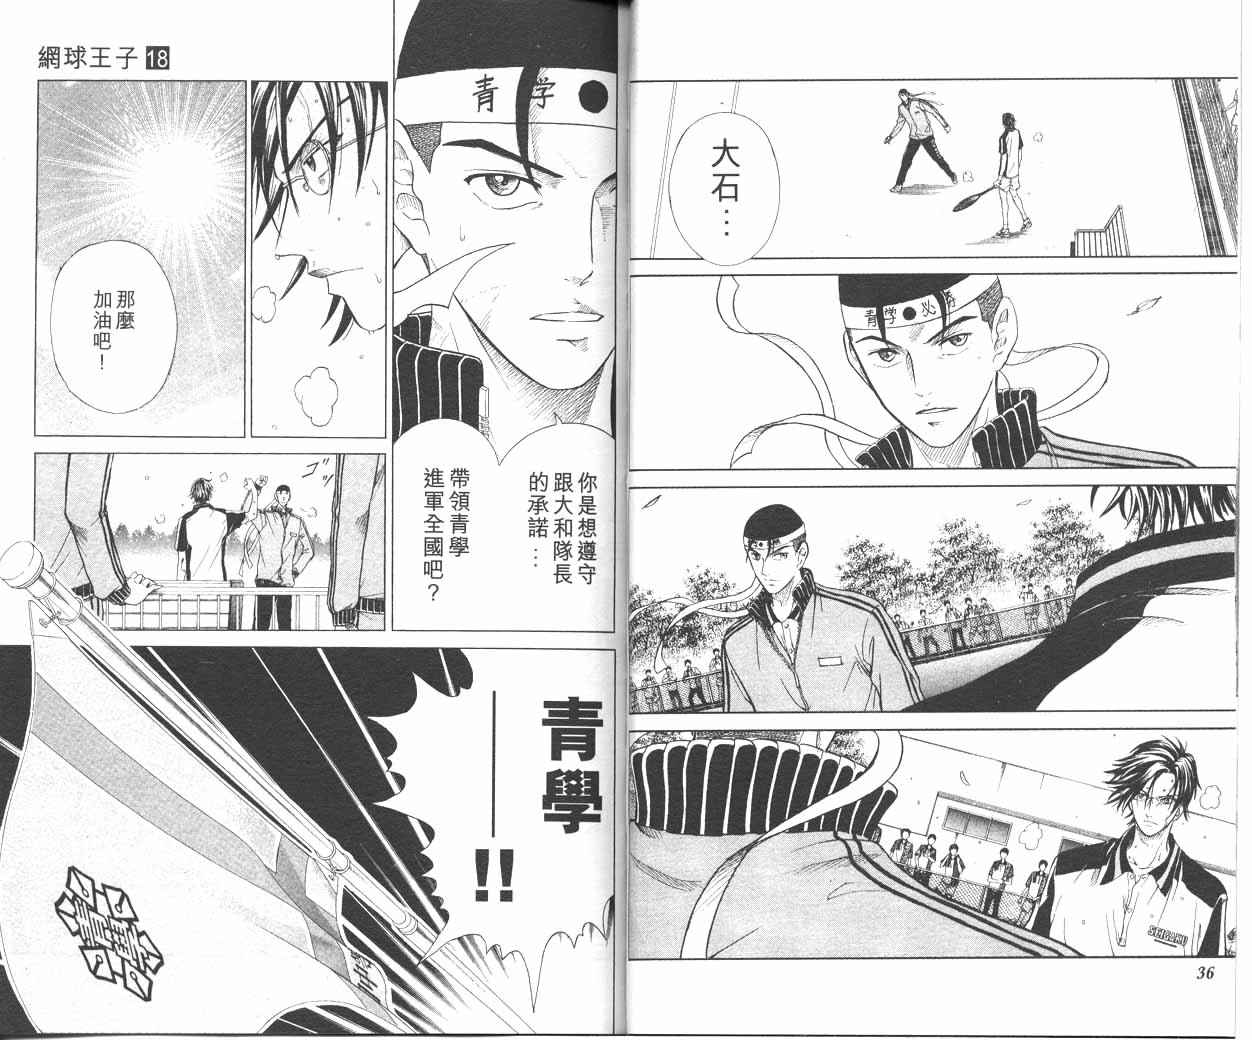 大石…
青学●必勝
SEIGAKU
36
網球王子 18
青学●
你是想遵守
跟大和隊長
的承諾…
帶領青學
進軍全國吧？
那麼
加油吧！
青學
——!!